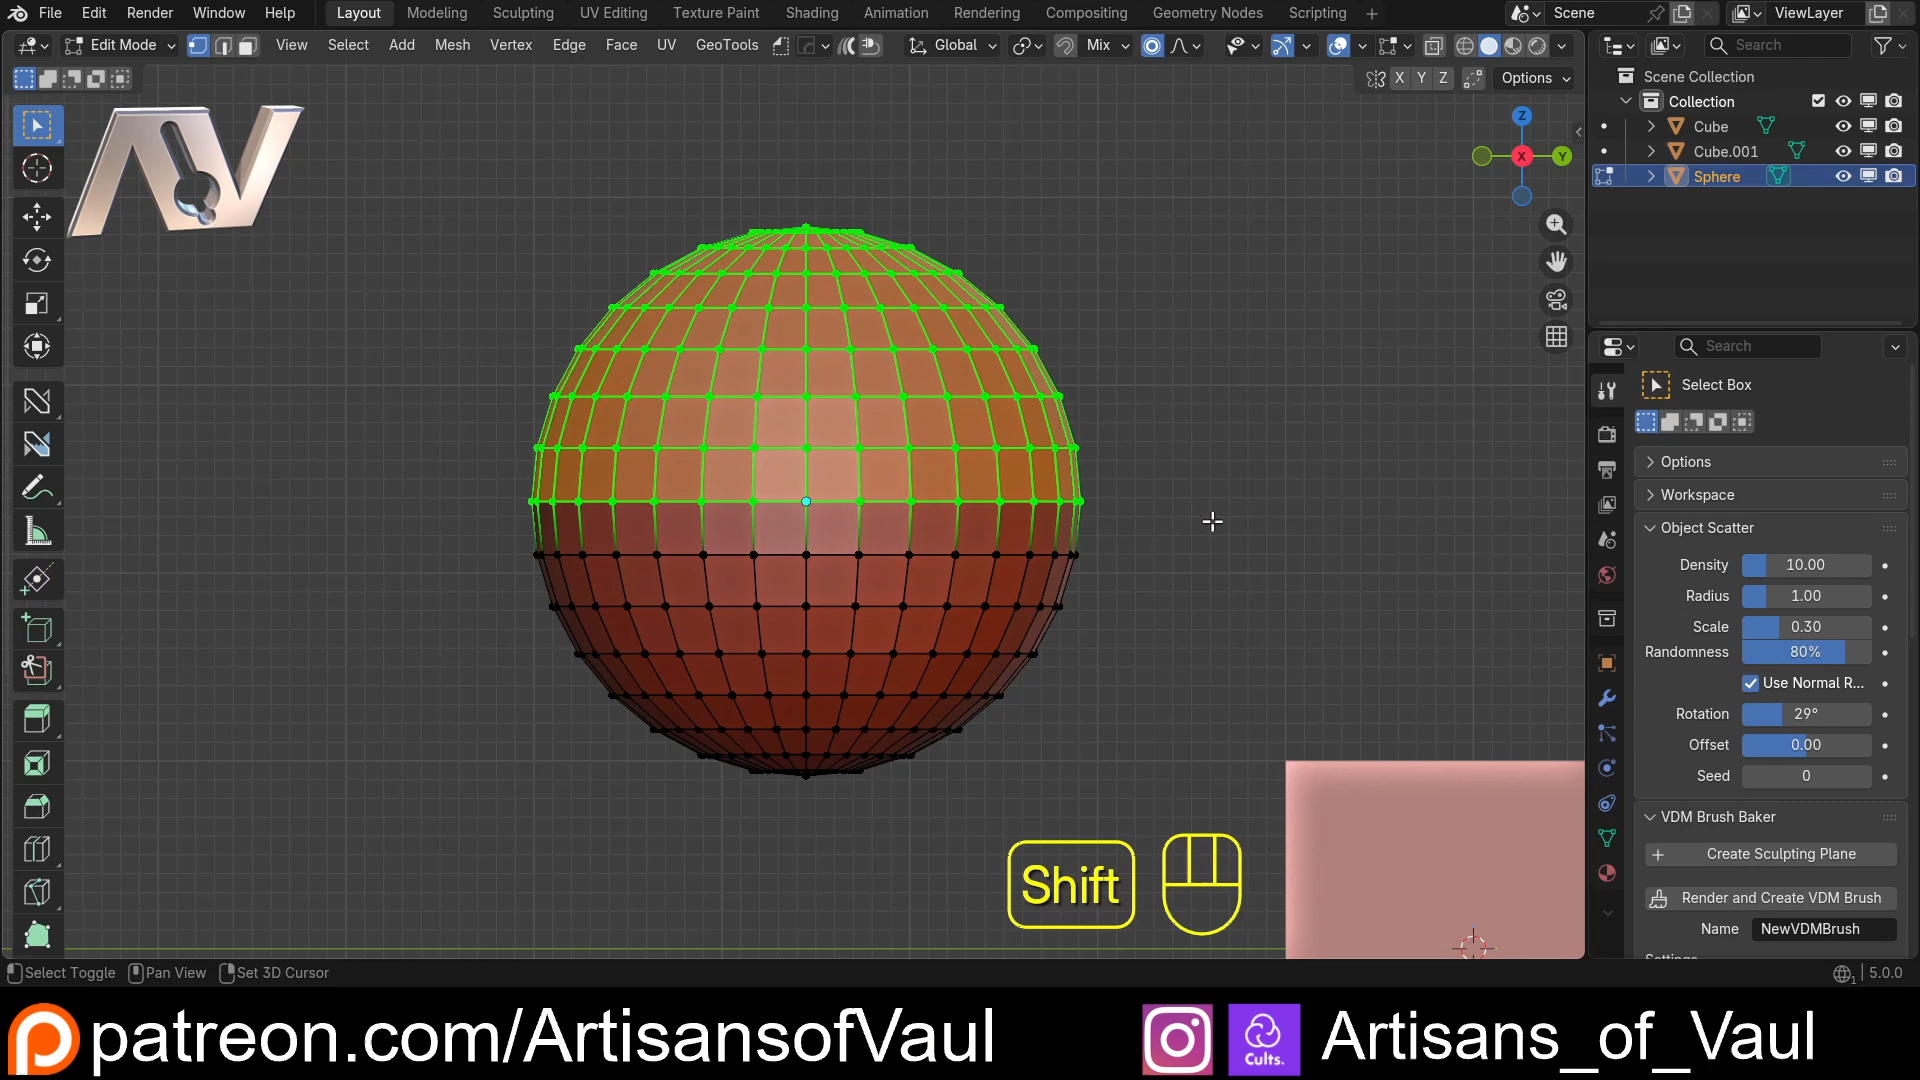 File Edit Render Window Help Layout Modeling Sculpting UV Editing Texture Paint Shading Animation Rendering Compositing Geometry Nodes Scripting + Scene ViewLayer
Edit Mode View Select Add Mesh Vertex Edge Face UV GeoTools Global Mix Search
X Y Z Options
Scene Collection
Collection
Cube
Cube.001
Sphere
Z
X Y
Search
Select Box
Options
Workspace
Object Scatter
Density 10.00
Radius 1.00
Scale 0.30
Randomness 80%
Use Normal R...
Rotation 29°
Offset 0.00
Seed 0
VDM Brush Baker
Create Sculpting Plane
Render and Create VDM Brush
Name NewVDMBrush
Settings
Shift
Select Toggle Pan View Set 3D Cursor 1 5.0.0
patreon.com/ArtisansofVaul Cults. Artisans_of_Vaul